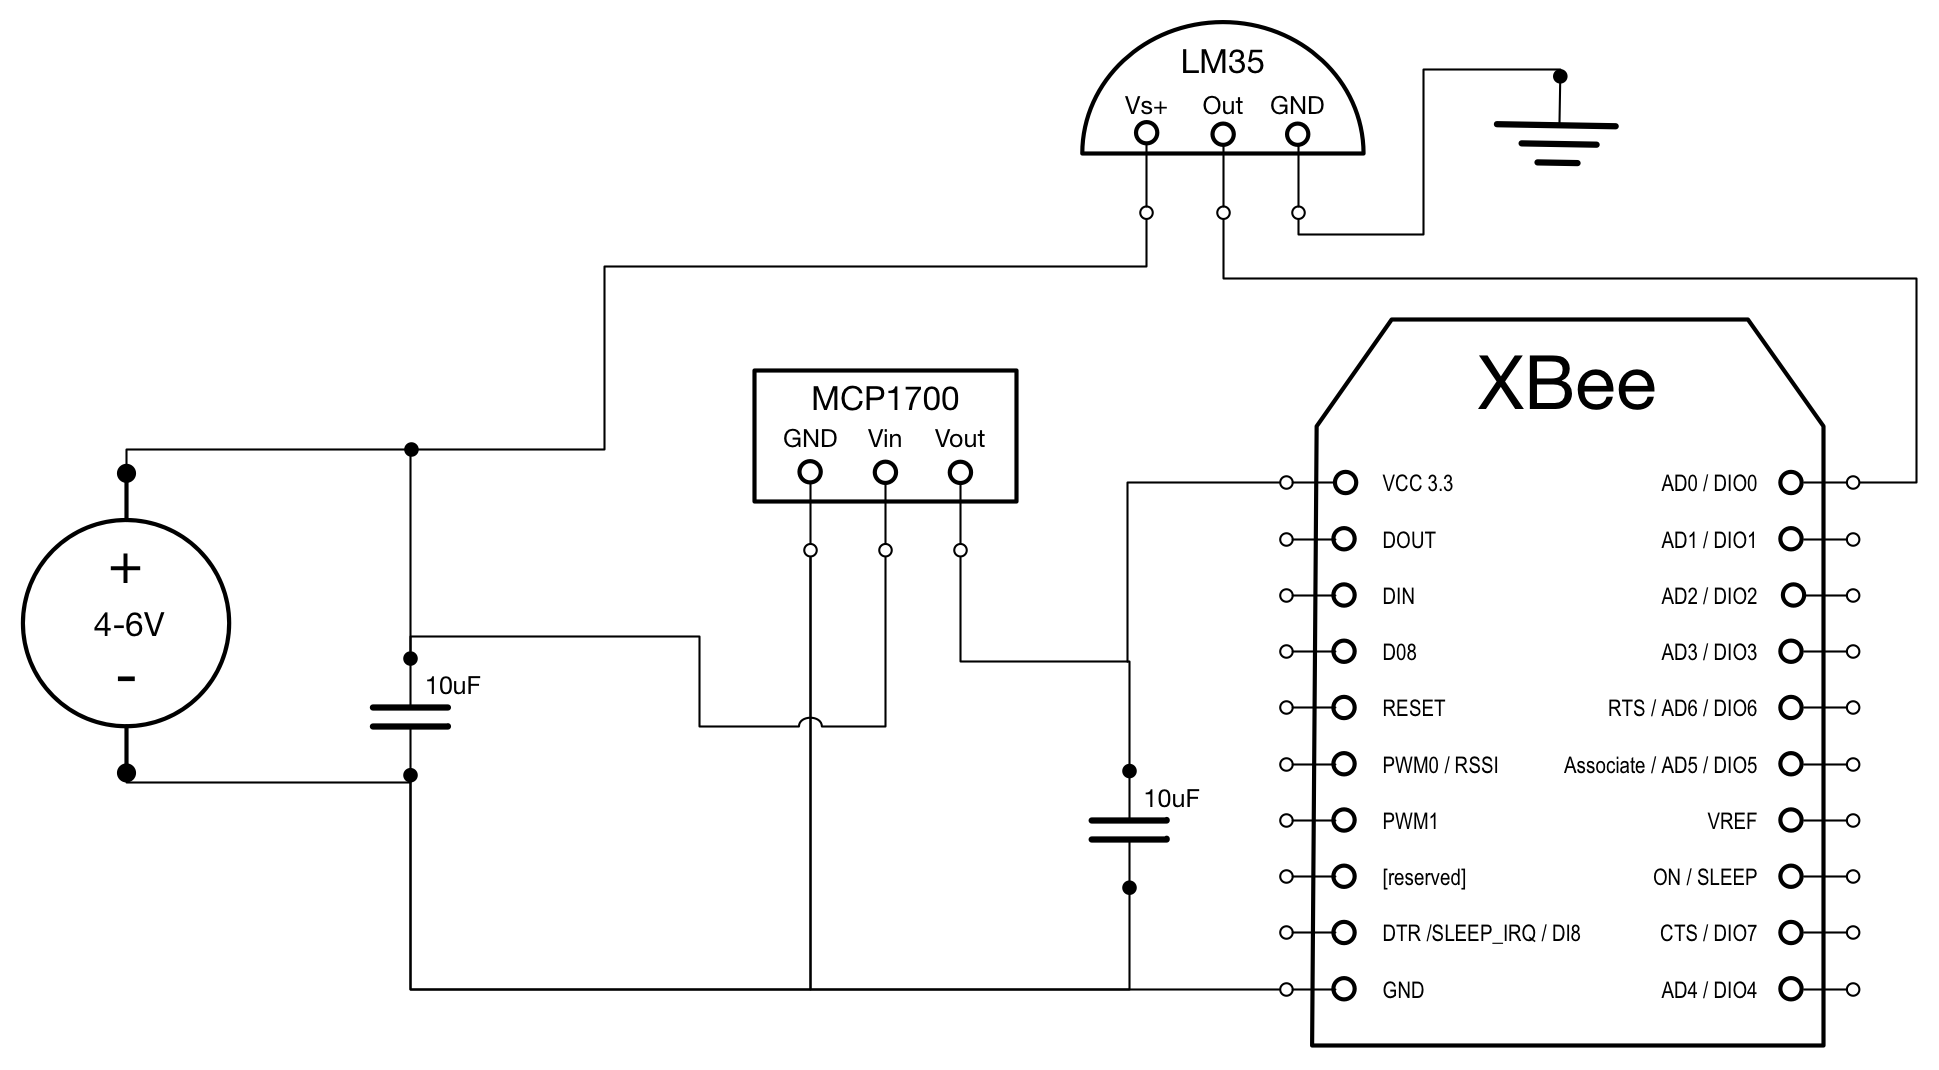 LM35
Vs+ Out GND
XBee
MCP1700
GND Vin Vout
+
4-6V
-
10uF
10uF
VCC 3.3 AD0 / DIO0
DOUT AD1 / DIO1
DIN AD2 / DIO2
D08 AD3 / DIO3
RESET RTS / AD6 / DIO6
PWM0 / RSSI Associate / AD5 / DIO5
PWM1 VREF
[reserved] ON / SLEEP
DTR /SLEEP_IRQ / DI8 CTS / DIO7
GND AD4 / DIO4